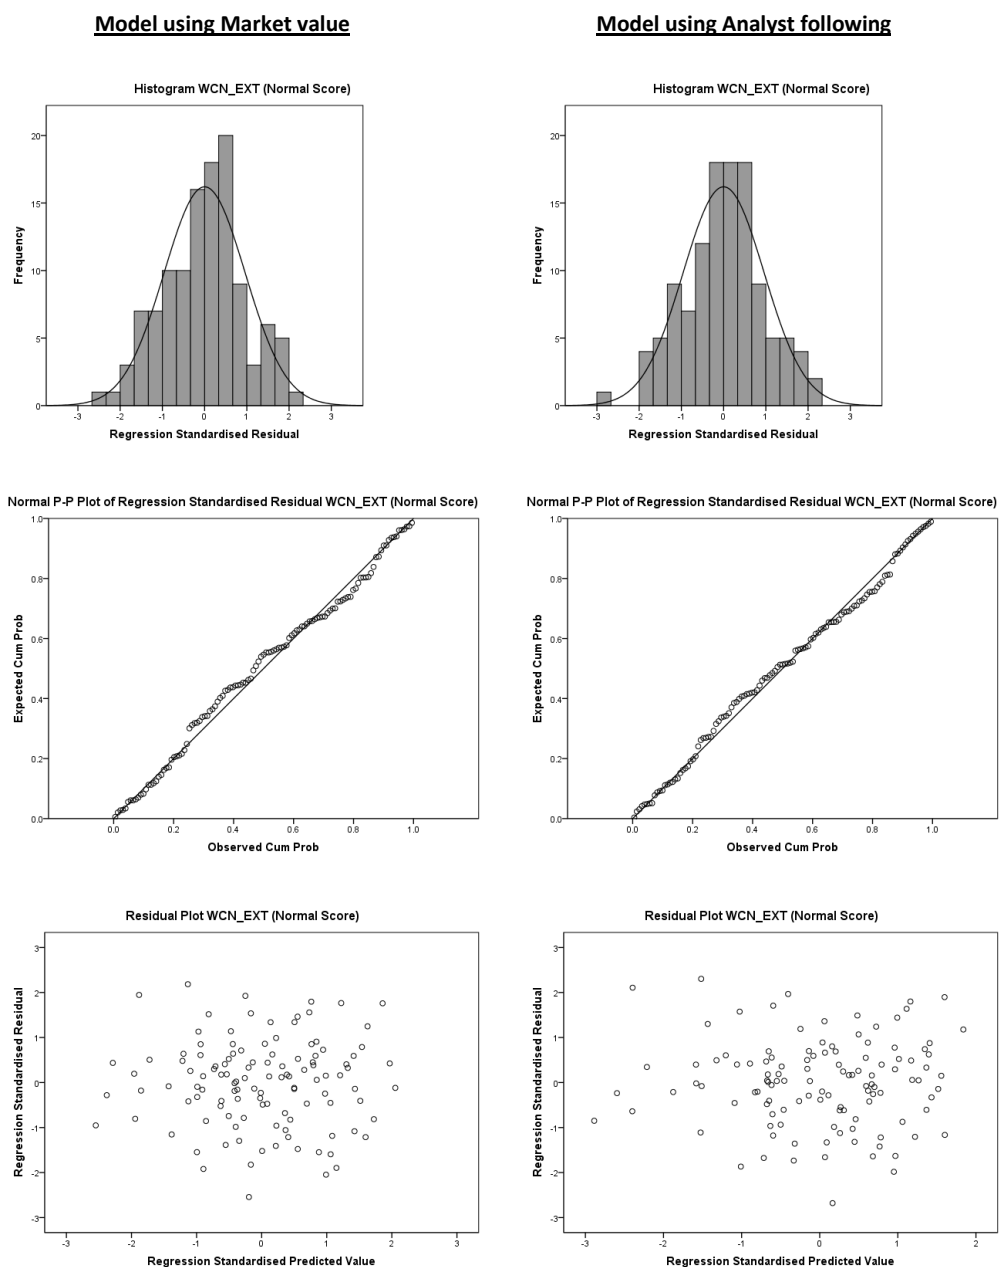 Model using Market value
Model using Analyst following
Histogram WCN_EXT (Normal Score)
Frequency
20
15
10
5
0
-3 -2 -1 0 1 2 3
Regression Standardised Residual
Histogram WCN_EXT (Normal Score)
Frequency
20
15
10
5
0
-3 -2 -1 0 1 2 3
Regression Standardised Residual
Normal P-P Plot of Regression Standardised Residual WCN_EXT (Normal Score)
Expected Cum Prob
1.0
0.8
0.6
0.4
0.2
0.0
0.0 0.2 0.4 0.6 0.8 1.0
Observed Cum Prob
Normal P-P Plot of Regression Standardised Residual WCN_EXT (Normal Score)
Expected Cum Prob
1.0
0.8
0.6
0.4
0.2
0.0
0.0 0.2 0.4 0.6 0.8 1.0
Observed Cum Prob
Residual Plot WCN_EXT (Normal Score)
Regression Standardised Residual
3
2
1
0
-1
-2
-3
-3 -2 -1 0 1 2 3
Regression Standardised Predicted Value
Residual Plot WCN_EXT (Normal Score)
Regression Standardised Residual
3
2
1
0
-1
-2
-3
-3 -2 -1 0 1 2
Regression Standardised Predicted Value